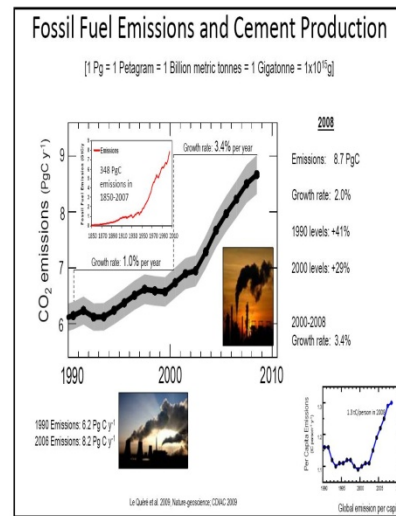 Fossil Fuel Emissions and Cement Production
[1 Pg = 1 Petagram = 1 Billion metric tonnes = 1 Gigatonne = 1x10¹⁵g]
2008
Emissions: 8.7 PgC
Growth rate: 2.0%
1990 levels: +41%
2000 levels: +29%
2000-2008
Growth rate: 3.4%
CO₂ emissions (PgC y⁻¹)
9
8
7
6
1990
2000
2010
Growth rate: 3.4% per year
Growth rate: 1.0% per year
Emissions
348 PgC
emissions in
1850-2007
1990 Emissions: 6.2 Pg C y⁻¹
2006 Emissions: 8.2 Pg C y⁻¹
Per Capita Emissions
Global emission per capi
Le Quéré et al. 2009, Nature-geoscience; CDIAC 2009